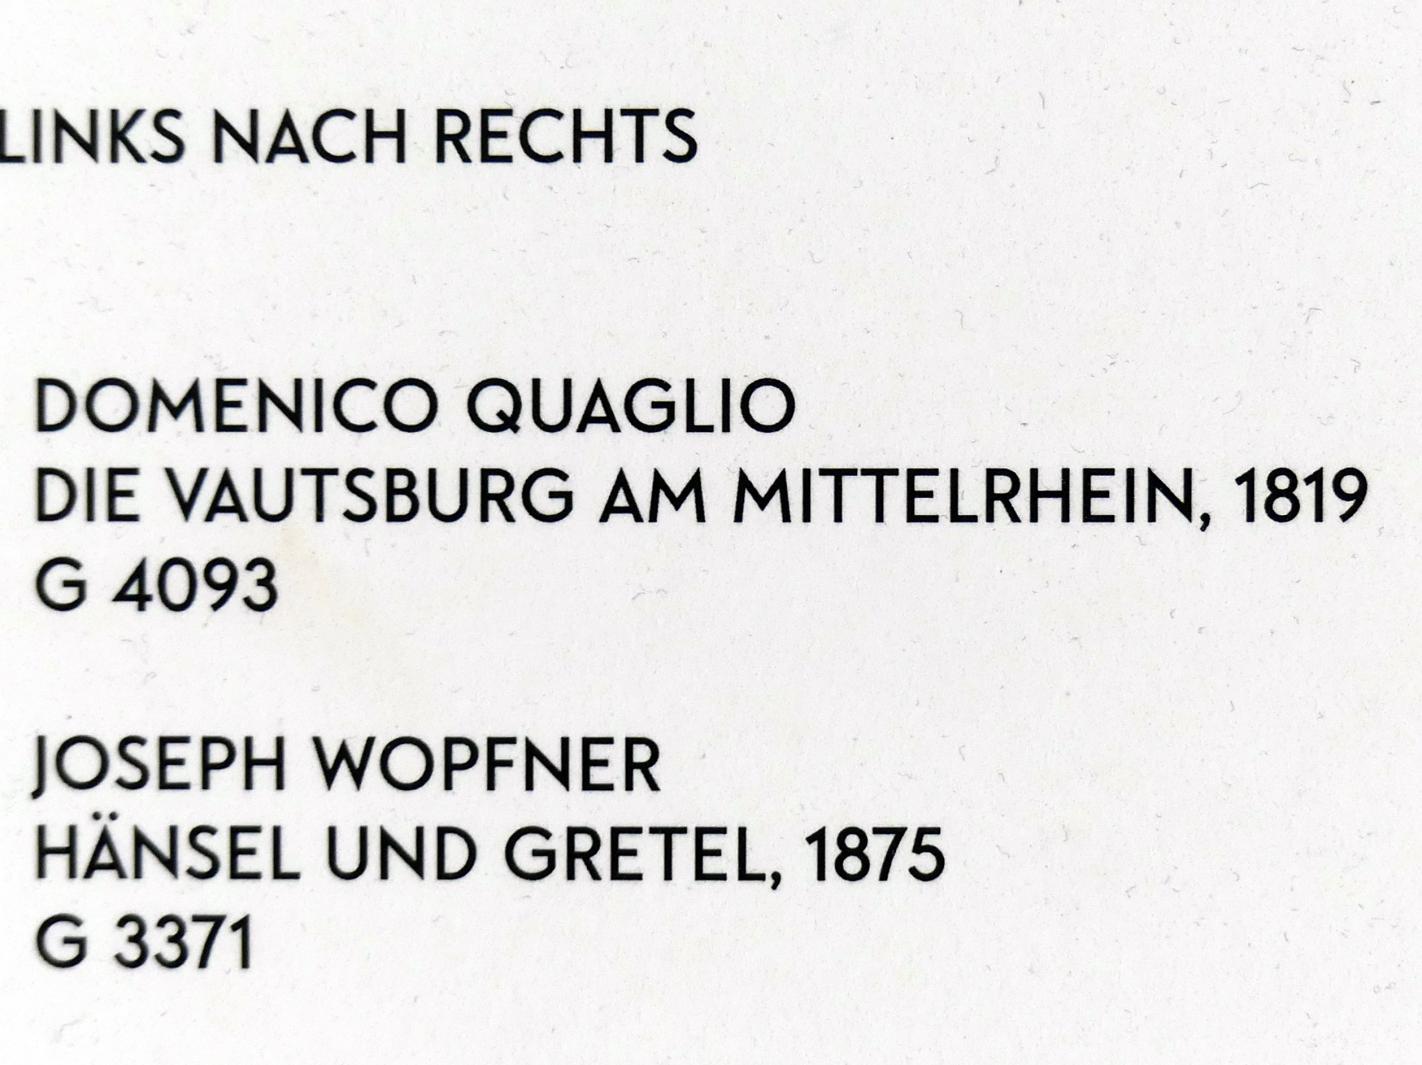 LINKS NACH RECHTS
DOMENICO QUAGLIO
DIE VAUTSBURG AM MITTELRHEIN, 1819
G 4093
JOSEPH WOPFNER
HÄNSEL UND GRETEL, 1875
G 3371